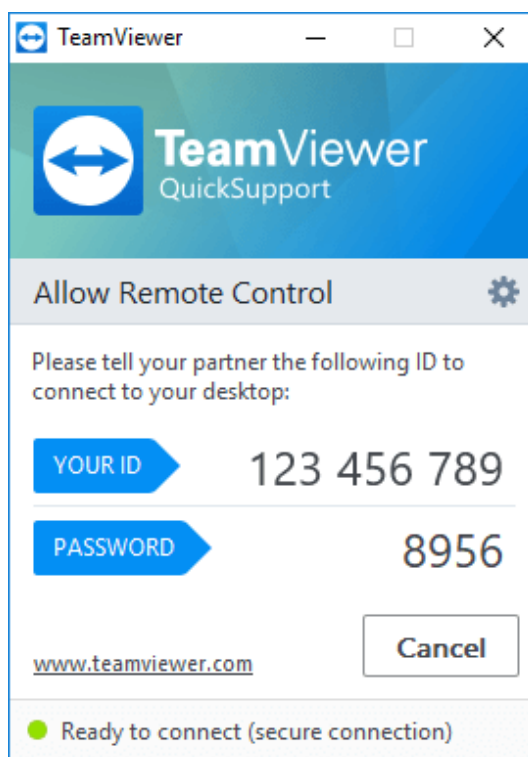 TeamViewer
TeamViewer
QuickSupport
Allow Remote Control
Please tell your partner the following ID to
connect to your desktop:
YOUR ID 123 456 789
PASSWORD 8956
www.teamviewer.com Cancel
Ready to connect (secure connection)